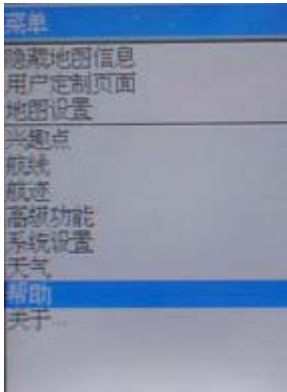 菜单
隐藏地图信息
用户定制页面
地图设置
兴趣点
航线
航迹
高级功能
系统设置
天气
帮助
关于...